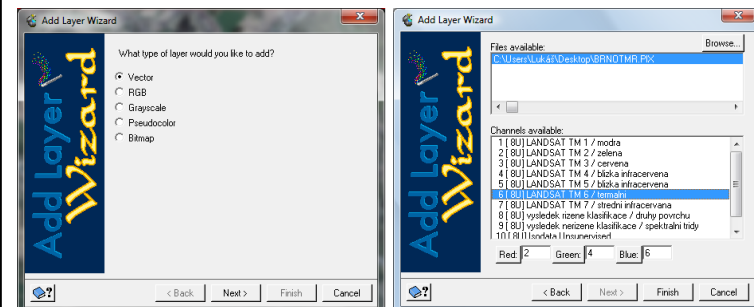 Add Layer Wizard
What type of layer would you like to add?
Vector
RGB
Grayscale
Pseudocolor
Bitmap
Add Layer
Wizard
?
< Back
Next >
Finish
Cancel
Add Layer Wizard
Files available:
Browse...
C:\Users\Lukáš\Desktop\BRNOTMR.PIX
Channels available:
1 [ 8U] LANDSAT TM 1 / modra
2 [ 8U] LANDSAT TM 2 / zelena
3 [ 8U] LANDSAT TM 3 / cervena
4 [ 8U] LANDSAT TM 4 / blizka infracervena
5 [ 8U] LANDSAT TM 5 / blizka infracervena
6 [ 8U] LANDSAT TM 6 / termalni
7 [ 8U] LANDSAT TM 7 / stredni infracervana
8 [ 8U] vysledek rizene klasifikace / druhy povrchu
9 [ 8U] vysledek nerizene klasifikace / spektralni tridy
10 [ 8U] Isodata Unsupervised
Red: 2 Green: 4 Blue: 6
Add Layer
Wizard
?
< Back
Next >
Finish
Cancel